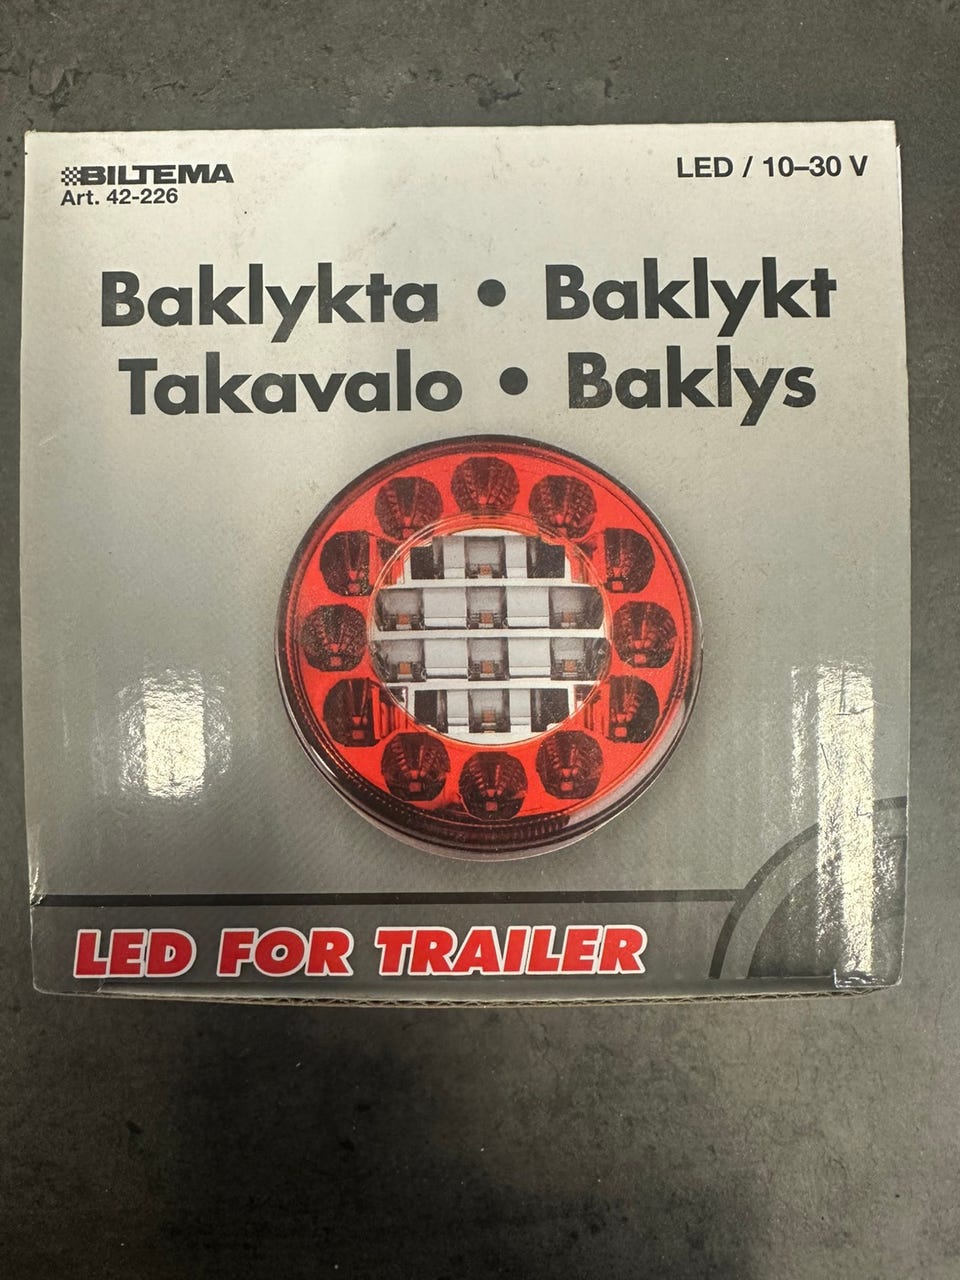 BILTEMA
Art. 42-226
LED / 10–30 V
Baklykta • Baklykt
Takavalo • Baklys
LED FOR TRAILER